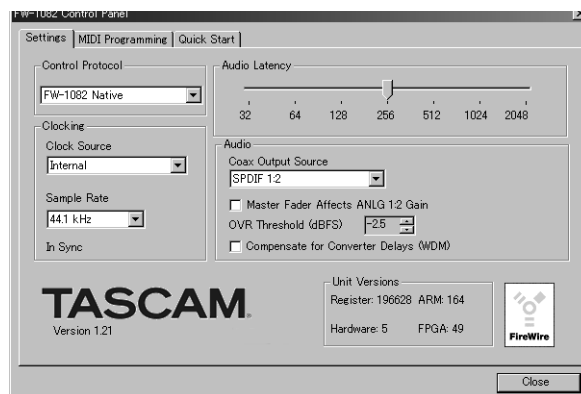 FW-1082 Control Panel
Settings
MIDI Programming
Quick Start
Control Protocol
FW-1082 Native
Clocking
Clock Source
Internal
Sample Rate
44.1 kHz
In Sync
Audio Latency
32 64 128 256 512 1024 2048
Audio
Coax Output Source
SPDIF 1:2
Master Fader Affects ANLG 1:2 Gain
OVR Threshold (dBFS) -2.5
Compensate for Converter Delays (WDM)
TASCAM.
Version 1.21
Unit Versions
Register: 196628 ARM: 164
Hardware: 5 FPGA: 49
FireWire
Close